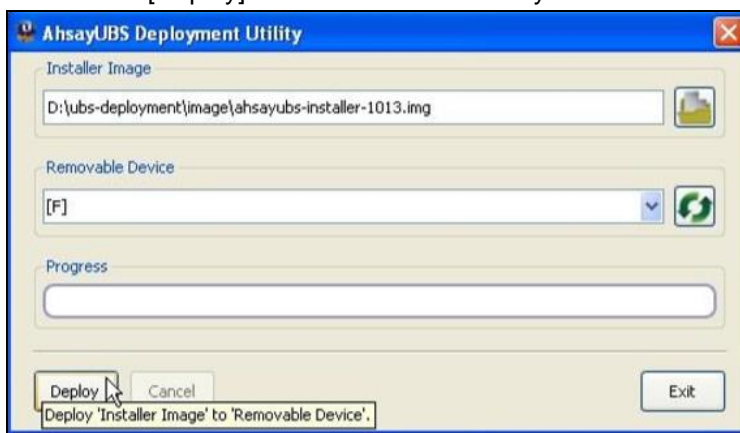 [Deploy]
AhsayUBS Deployment Utility
Installer Image
D:\ubs-deployment\image\ahsayubs-installer-1013.img
Removable Device
[F]
Progress
Deploy
Cancel
Exit
Deploy 'Installer Image' to 'Removable Device'.